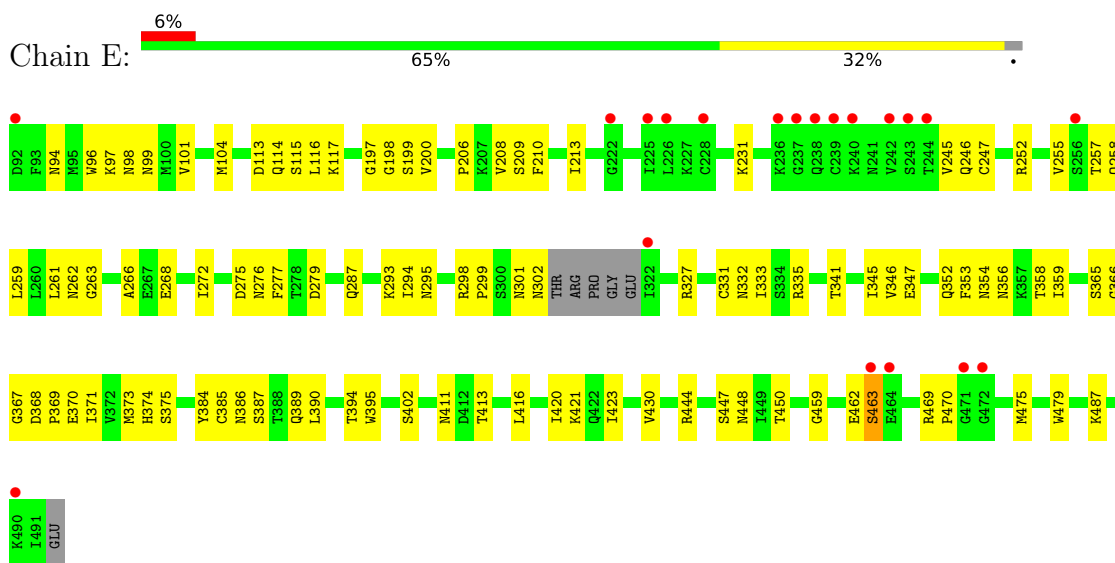 6%
Chain E:
65% 32% •
D92 F93 N94 M95 W96 K97 N98 N99 M100 V101 M104 D113 Q114 S115 L116 K117 G197 G198 S199 V200 P206 K207 V208 S209 F210 I213 G222 I225 L226 K227 C228 K231 K236 G237 Q238 C239 K240 N241 V242 S243 T244 V245 Q246 C247 R252 V255 S256 T257 Q258
L259 L260 L261 N262 G263 A266 E267 E268 I272 D275 N276 F277 T278 D279 Q287 K293 I294 N295 R298 P299 S300 N301 N302 THR ARG PRO GLY GLU I322 R327 C331 N332 I333 S334 R335 T341 I345 V346 E347 Q352 F353 N354 N356 K357 T358 I359 S365 G366
G367 D368 P369 E370 I371 V372 M373 H374 S375 Y384 C385 N386 S387 T388 Q389 L390 T394 W395 S402 N411 D412 T413 L416 I420 K421 Q422 I423 V430 R444 S447 N448 I449 T450 G459 E462 S463 E464 R469 P470 G471 G472 M475 W479 K487
K490 I491 GLU